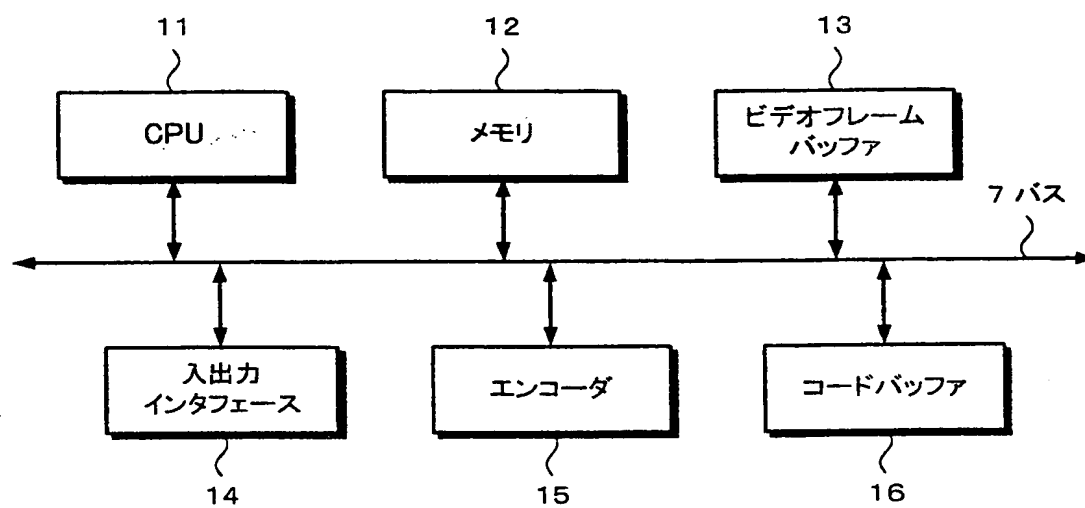 11
12
13
CPU
メモリ
ビデオフレーム
バッファ
7 バス
入出力
インタフェース
エンコーダ
コードバッファ
14
15
16